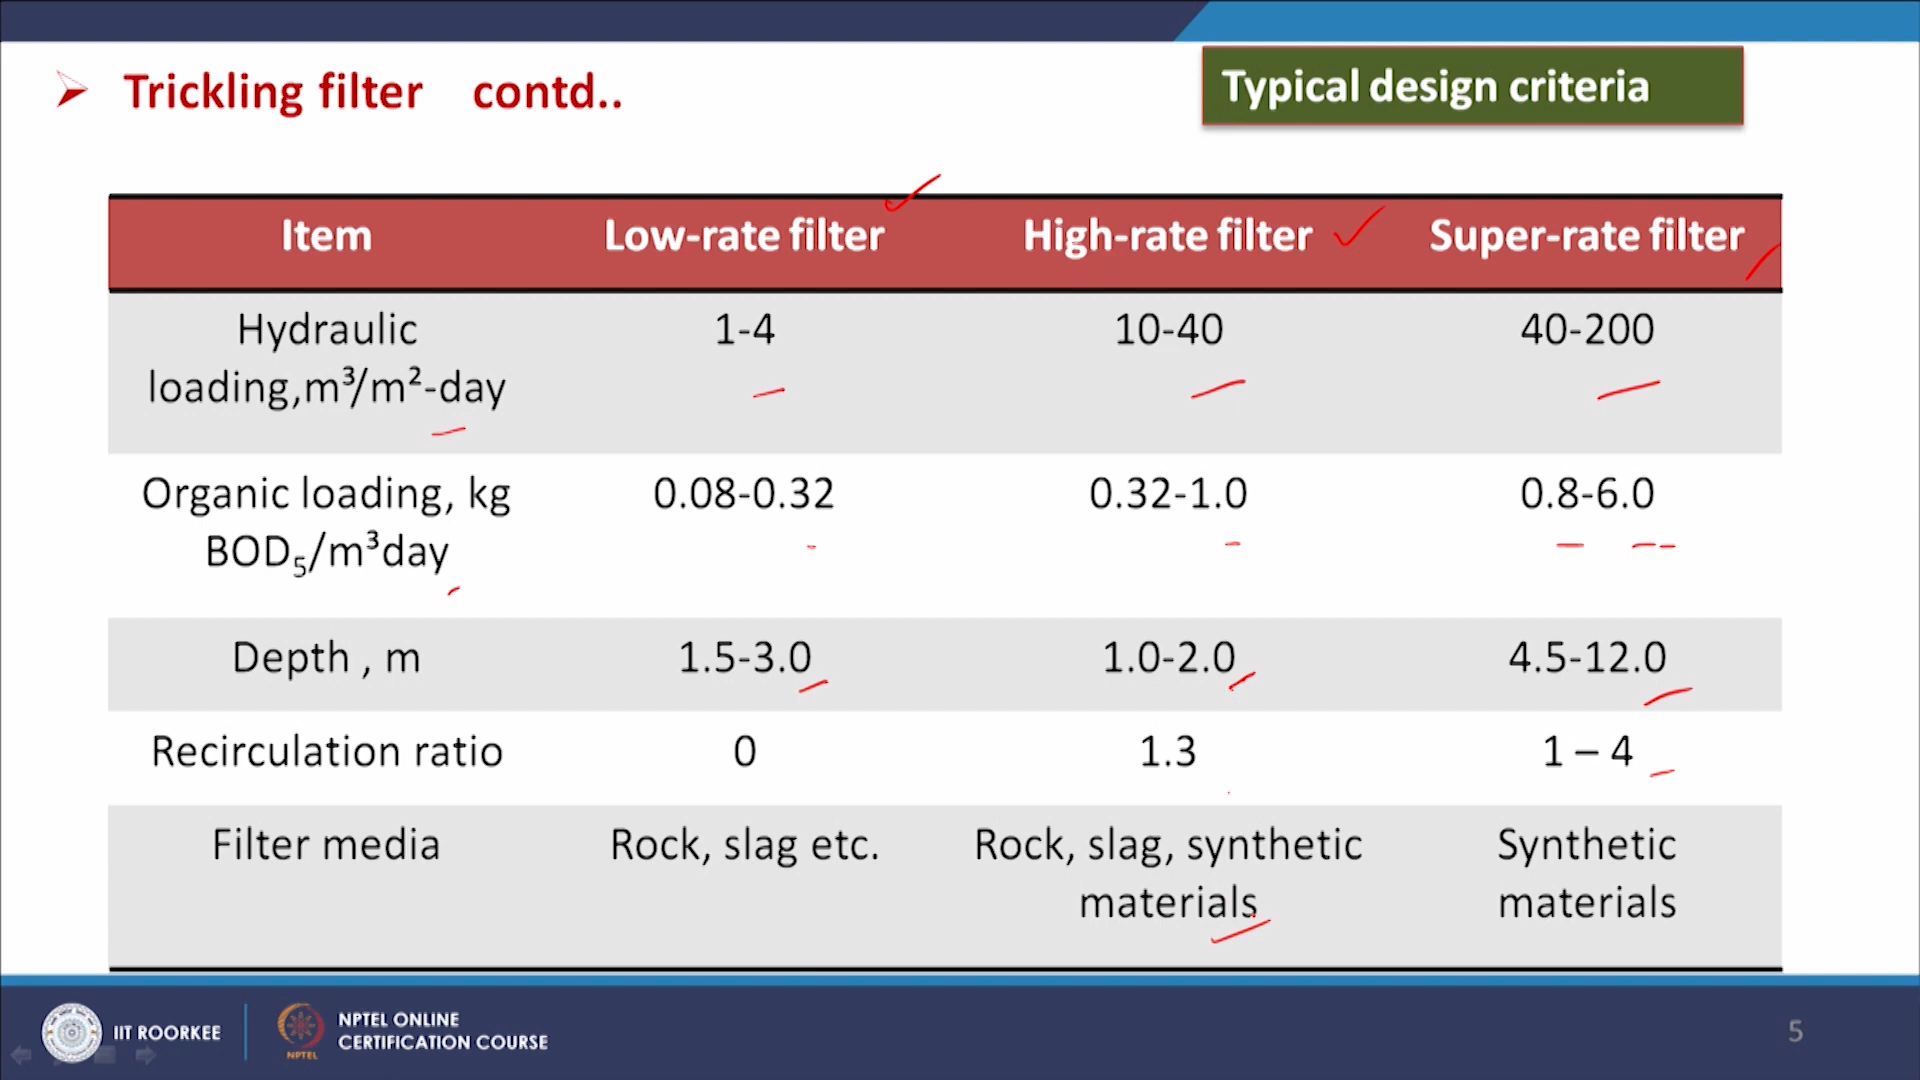 Trickling filter contd..
Typical design criteria
Item Low-rate filter High-rate filter Super-rate filter
Hydraulic 1-4 10-40 40-200
loading,m³/m²-day
Organic loading, kg 0.08-0.32 0.32-1.0 0.8-6.0
BOD₅/m³day
Depth , m 1.5-3.0 1.0-2.0 4.5-12.0
Recirculation ratio 0 1.3 1 – 4
Filter media Rock, slag etc. Rock, slag, synthetic Synthetic
materials materials
IIT ROORKEE
NPTEL
NPTEL ONLINE
CERTIFICATION COURSE
5